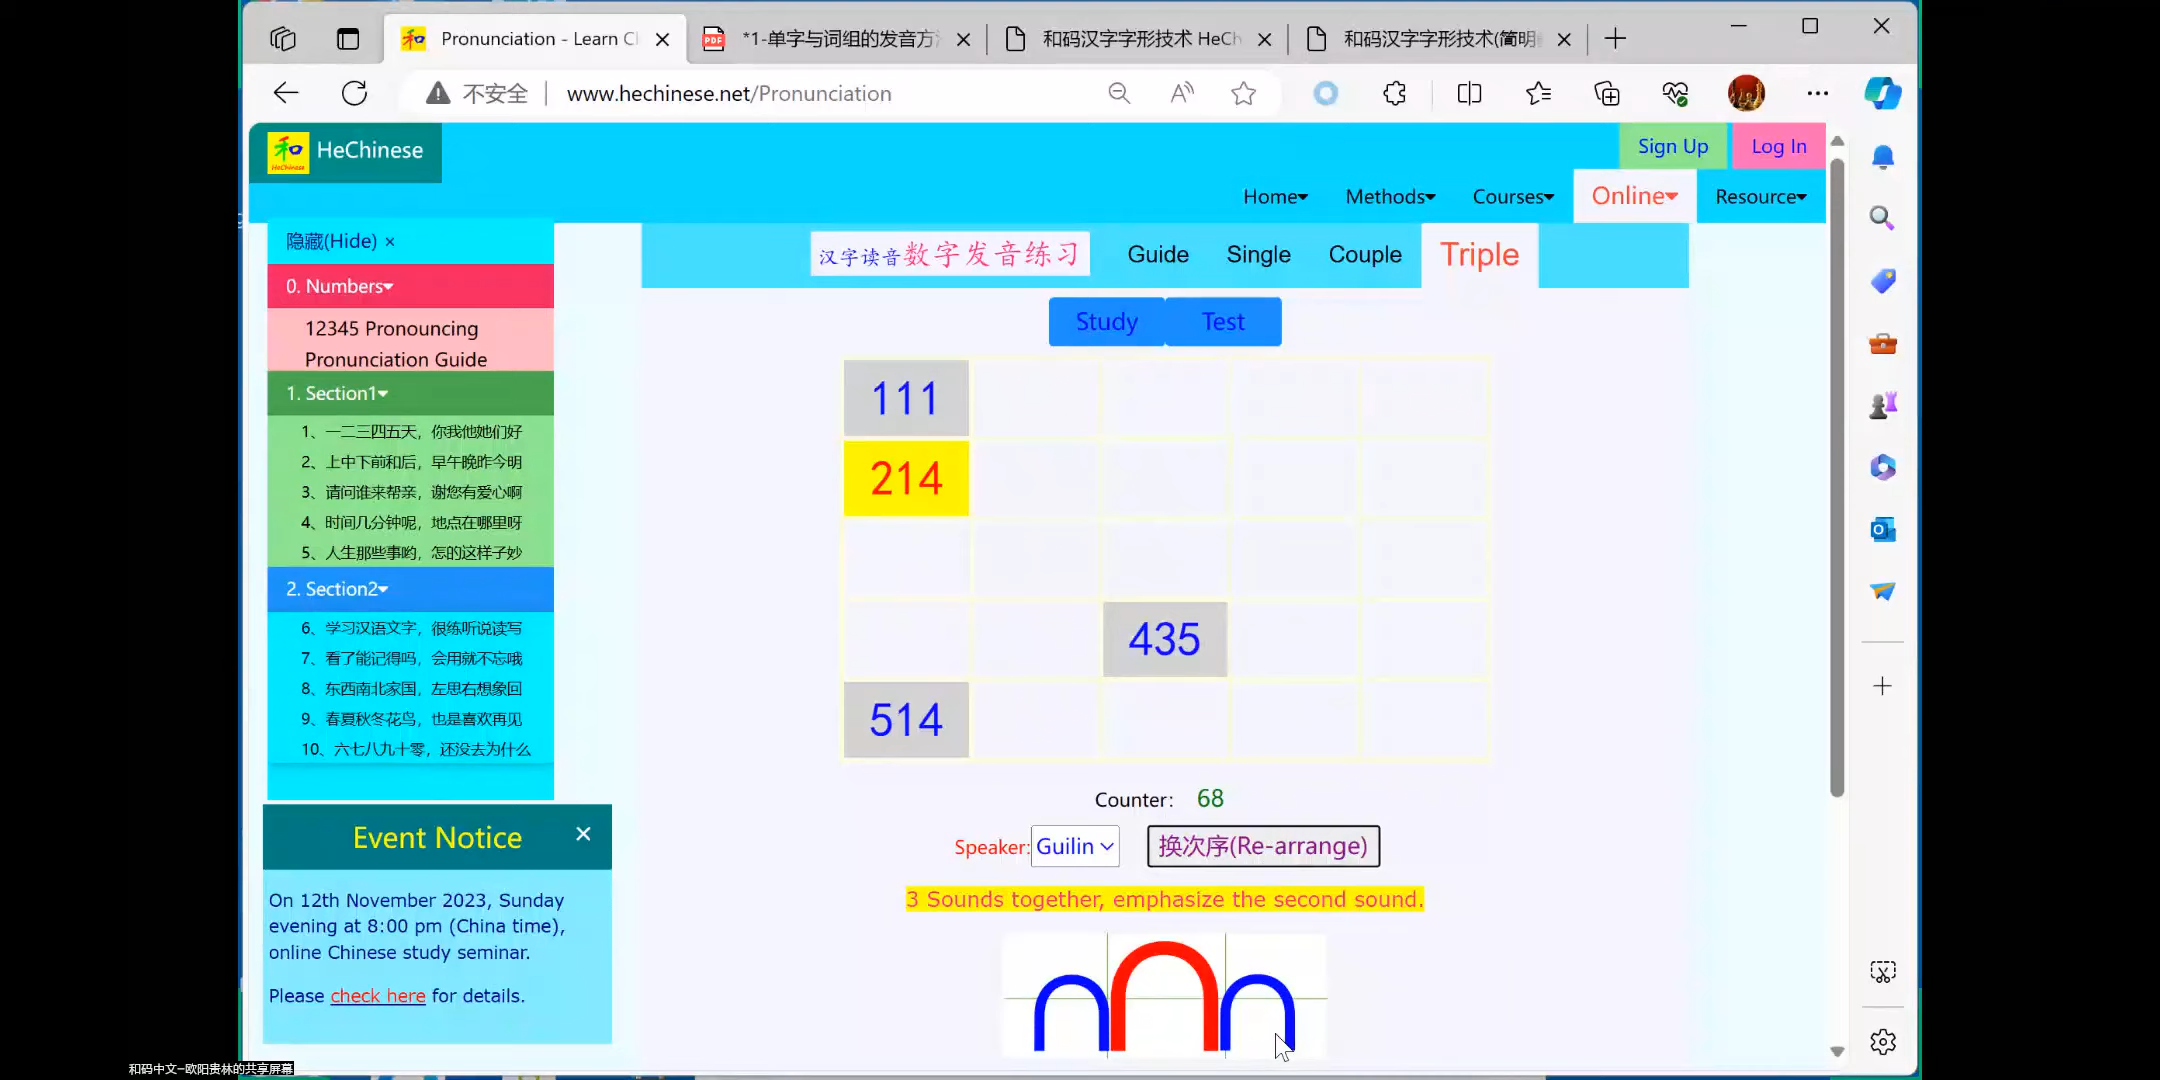 Pronunciation - Learn Cl
*1-单字与词组的发音方
和码汉字字形技术 HeCh
和码汉字字形技术(简明
不安全
www.hechinese.net/Pronunciation
和 HeChinese
HeChinese
Sign Up
Log In
Home
Methods
Courses
Online
Resource
隐藏(Hide) ×
汉字读音数字发音练习
Guide
Single
Couple
Triple
0. Numbers
12345 Pronouncing
Pronunciation Guide
1. Section1
1、一二三四五天，你我他她们好
2、上中下前和后，早午晚昨今明
3、请问谁来帮亲，谢您有爱心啊
4、时间几分钟呢，地点在哪里呀
5、人生那些事哟，怎的这样子妙
2. Section2
6、学习汉语文字，很练听说读写
7、看了能记得吗，会用就不忘哦
8、东西南北家国，左思右想象回
9、春夏秋冬花鸟，也是喜欢再见
10、六七八九十零，还没去为什么
Study
Test
111
214
435
514
Counter: 68
Speaker: Guilin
换次序(Re-arrange)
3 Sounds together, emphasize the second sound.
Event Notice ×
On 12th November 2023, Sunday
evening at 8:00 pm (China time),
online Chinese study seminar.
Please check here for details.
和码中文—欧阳贵林的共享屏幕